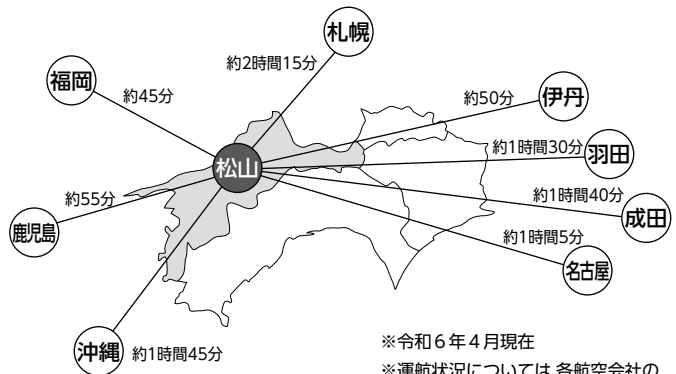 札幌
約2時間15分
福岡
約45分
約50分
伊丹
約1時間30分
羽田
松山
約55分
約1時間40分
成田
鹿児島
約1時間5分
名古屋
沖縄
約1時間45分
※令和6年4月現在
※運航状況については、各航空会社の